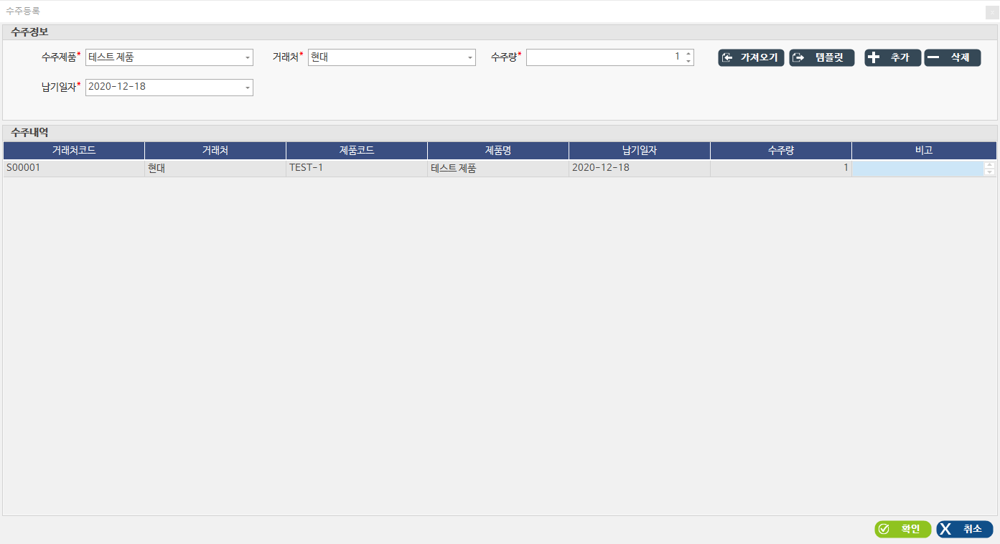 수주등록
수주정보
수주제품* 테스트 제품 거래처* 현대 수주량* 1 가져오기 템플릿 추가 삭제
납기일자* 2020-12-18
수주내역
거래처코드 거래처 제품코드 제품명 납기일자 수주량 비고
S00001 현대 TEST-1 테스트 제품 2020-12-18 1
확인 취소